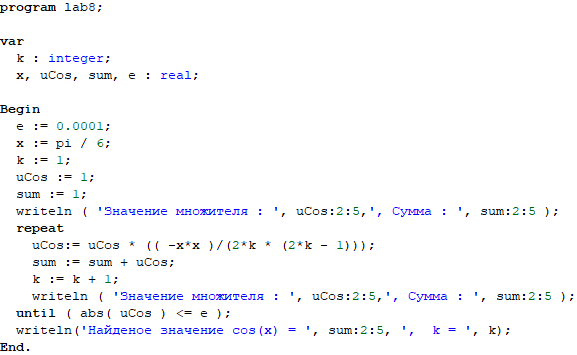 program lab8;
var
k : integer;
x, uCos, sum, e : real;
Begin
e := 0.0001;
x := pi / 6;
k := 1;
uCos := 1;
sum := 1;
writeln ( 'Значение множителя : ', uCos:2:5,', Сумма : ', sum:2:5 );
repeat
uCos:= uCos * (( -x*x )/(2*k * (2*k - 1)));
sum := sum + uCos;
k := k + 1;
writeln ( 'Значение множителя : ', uCos:2:5,', Сумма : ', sum:2:5 );
until ( abs( uCos ) <= e );
writeln('Найденое значение cos(x) = ', sum:2:5, ',  k = ', k);
End.